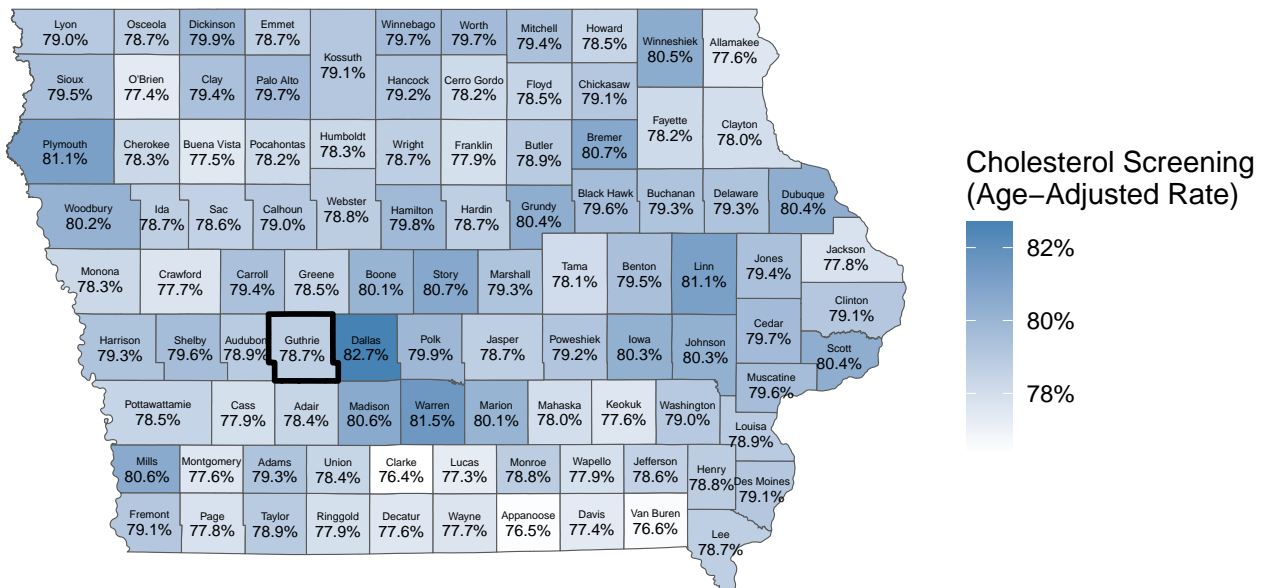 Lyon
79.0%
Osceola
78.7%
Dickinson
79.9%
Emmet
78.7%
Kossuth
79.1%
Winnebago
79.7%
Worth
79.7%
Mitchell
79.4%
Howard
78.5%
Winneshiek
80.5%
Allamakee
77.6%
Sioux
79.5%
O'Brien
77.4%
Clay
79.4%
Palo Alto
79.7%
Hancock
79.2%
Cerro Gordo
78.2%
Floyd
78.5%
Chickasaw
79.1%
Fayette
78.2%
Clayton
78.0%
Plymouth
81.1%
Cherokee
78.3%
Buena Vista
77.5%
Pocahontas
78.2%
Humboldt
78.3%
Wright
78.7%
Franklin
77.9%
Butler
78.9%
Bremer
80.7%
Woodbury
80.2%
Ida
78.7%
Sac
78.6%
Calhoun
79.0%
Webster
78.8%
Hamilton
79.8%
Hardin
78.7%
Grundy
80.4%
Black Hawk
79.6%
Buchanan
79.3%
Delaware
79.3%
Dubuque
80.4%
Monona
78.3%
Crawford
77.7%
Carroll
79.4%
Greene
78.5%
Boone
80.1%
Story
80.7%
Marshall
79.3%
Tama
78.1%
Benton
79.5%
Linn
81.1%
Jones
79.4%
Jackson
77.8%
Clinton
79.1%
Harrison
79.3%
Shelby
79.6%
Audubon
78.9%
Guthrie
78.7%
Dallas
82.7%
Polk
79.9%
Jasper
78.7%
Poweshiek
79.2%
Iowa
80.3%
Johnson
80.3%
Cedar
79.7%
Scott
80.4%
Muscatine
79.6%
Pottawattamie
78.5%
Cass
77.9%
Adair
78.4%
Madison
80.6%
Warren
81.5%
Marion
80.1%
Mahaska
78.0%
Keokuk
77.6%
Washington
79.0%
Louisa
78.9%
Mills
80.6%
Montgomery
77.6%
Adams
79.3%
Union
78.4%
Clarke
76.4%
Lucas
77.3%
Monroe
78.8%
Wapello
77.9%
Jefferson
78.6%
Henry
78.8%
Des Moines
79.1%
Fremont
79.1%
Page
77.8%
Taylor
78.9%
Ringgold
77.9%
Decatur
77.6%
Wayne
77.7%
Appanoose
76.5%
Davis
77.4%
Van Buren
76.6%
Lee
78.7%
Cholesterol Screening
(Age−Adjusted Rate)
82%
80%
78%